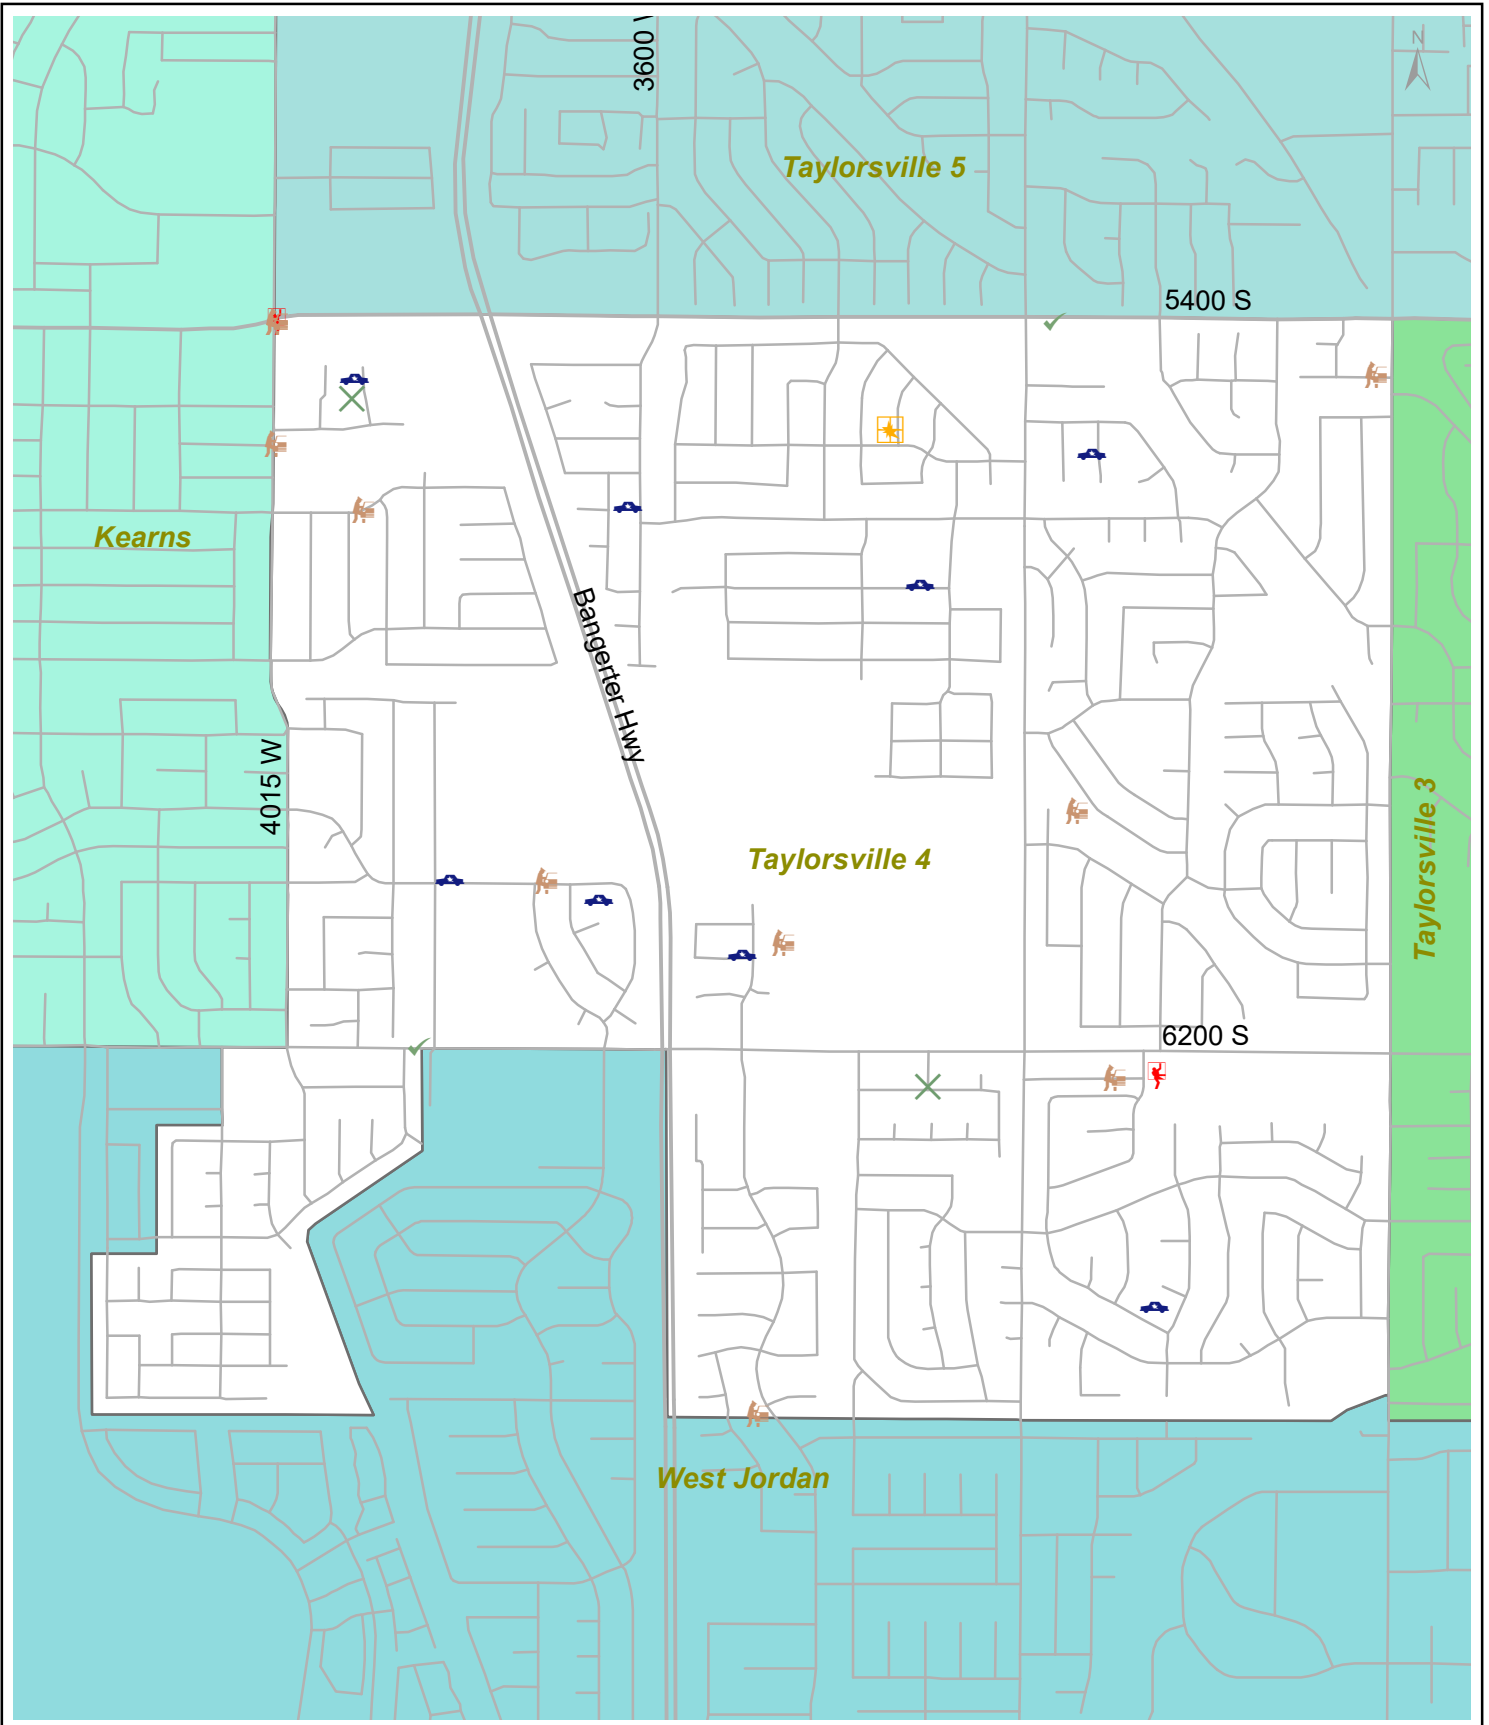 3600 W
N
Taylorsville 5
5400 S
Kearns
Bangerter Hwy
4015 W
Taylorsville 4
Taylorsville 3
6200 S
West Jordan